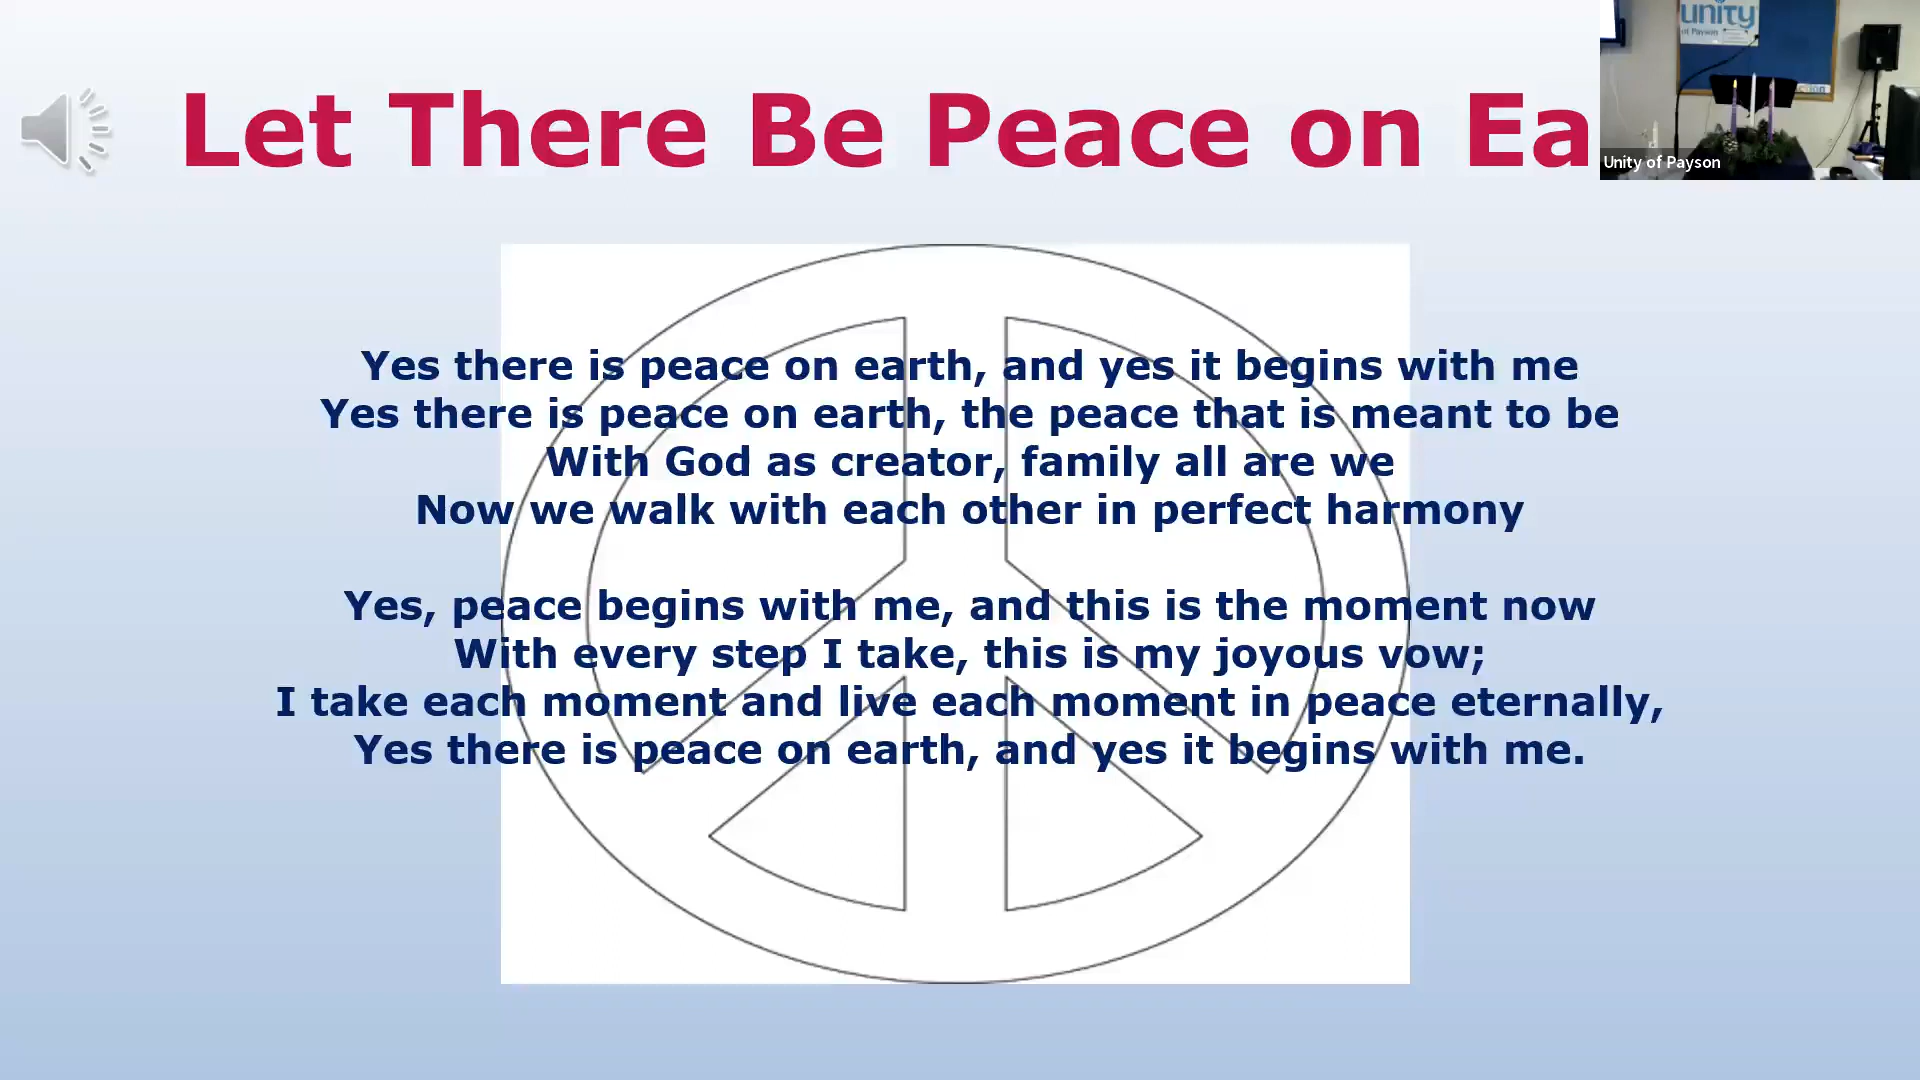 Let There Be Peace on Ea
unity
of Payson
Unity of Payson
Yes there is peace on earth, and yes it begins with me
Yes there is peace on earth, the peace that is meant to be
With God as creator, family all are we
Now we walk with each other in perfect harmony
Yes, peace begins with me, and this is the moment now
With every step I take, this is my joyous vow;
I take each moment and live each moment in peace eternally,
Yes there is peace on earth, and yes it begins with me.